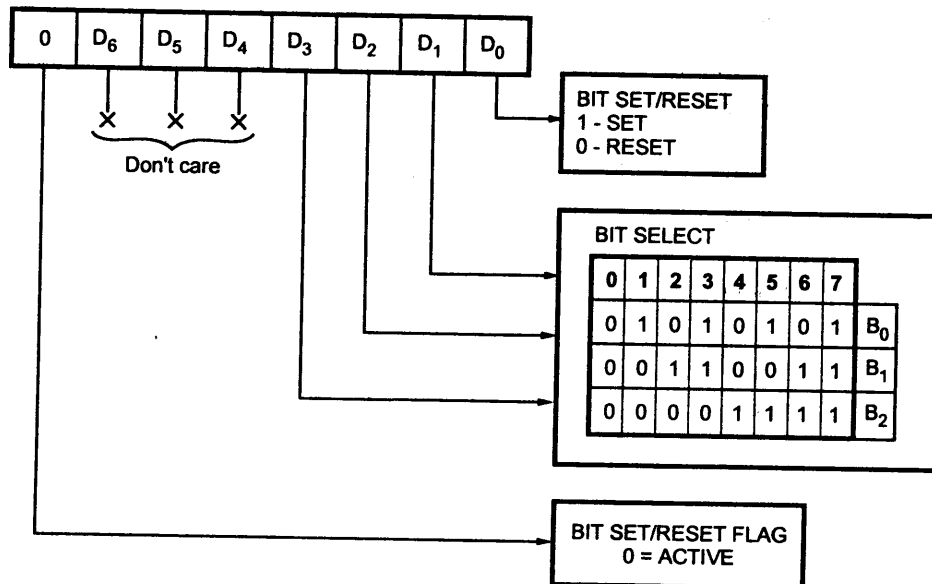 0 D6 D5 D4 D3 D2 D1 D0
Don't care
BIT SET/RESET
1 - SET
0 - RESET
BIT SELECT
0 1 2 3 4 5 6 7
0 1 0 1 0 1 0 1 B0
0 0 1 1 0 0 1 1 B1
0 0 0 0 1 1 1 1 B2
BIT SET/RESET FLAG
0 = ACTIVE